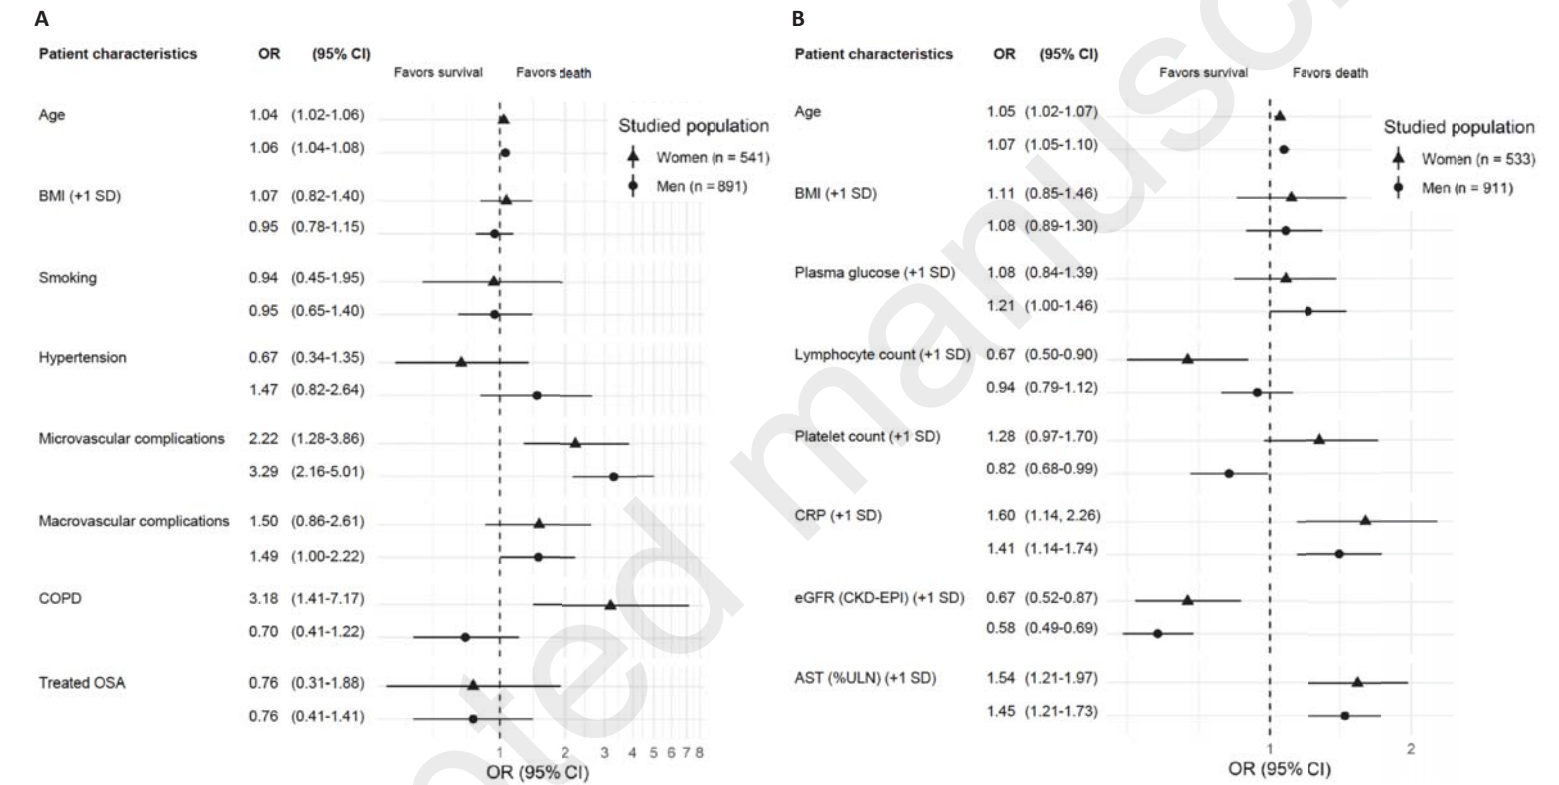 A
Patient characteristics OR (95% CI)
Favors survival Favors death
Age 1.04 (1.02-1.06)
1.06 (1.04-1.08)
BMI (+1 SD) 1.07 (0.82-1.40)
0.95 (0.78-1.15)
Smoking 0.94 (0.45-1.95)
0.95 (0.65-1.40)
Hypertension 0.67 (0.34-1.35)
1.47 (0.82-2.64)
Microvascular complications 2.22 (1.28-3.86)
3.29 (2.16-5.01)
Macrovascular complications 1.50 (0.86-2.61)
1.49 (1.00-2.22)
COPD 3.18 (1.41-7.17)
0.70 (0.41-1.22)
Treated OSA 0.76 (0.31-1.88)
0.76 (0.41-1.41)
Studied population
Women (n = 541)
Men (n = 891)
1 2 3 4 5 6 7 8
OR (95% CI)
B
Patient characteristics OR (95% CI)
Favors survival Favors death
Age 1.05 (1.02-1.07)
1.07 (1.05-1.10)
BMI (+1 SD) 1.11 (0.85-1.46)
1.08 (0.89-1.30)
Plasma glucose (+1 SD) 1.08 (0.84-1.39)
1.21 (1.00-1.46)
Lymphocyte count (+1 SD) 0.67 (0.50-0.90)
0.94 (0.79-1.12)
Platelet count (+1 SD) 1.28 (0.97-1.70)
0.82 (0.68-0.99)
CRP (+1 SD) 1.60 (1.14, 2.26)
1.41 (1.14-1.74)
eGFR (CKD-EPI) (+1 SD) 0.67 (0.52-0.87)
0.58 (0.49-0.69)
AST (%ULN) (+1 SD) 1.54 (1.21-1.97)
1.45 (1.21-1.73)
Studied population
Women (n = 533)
Men (n = 911)
1 2
OR (95% CI)
nted manusc